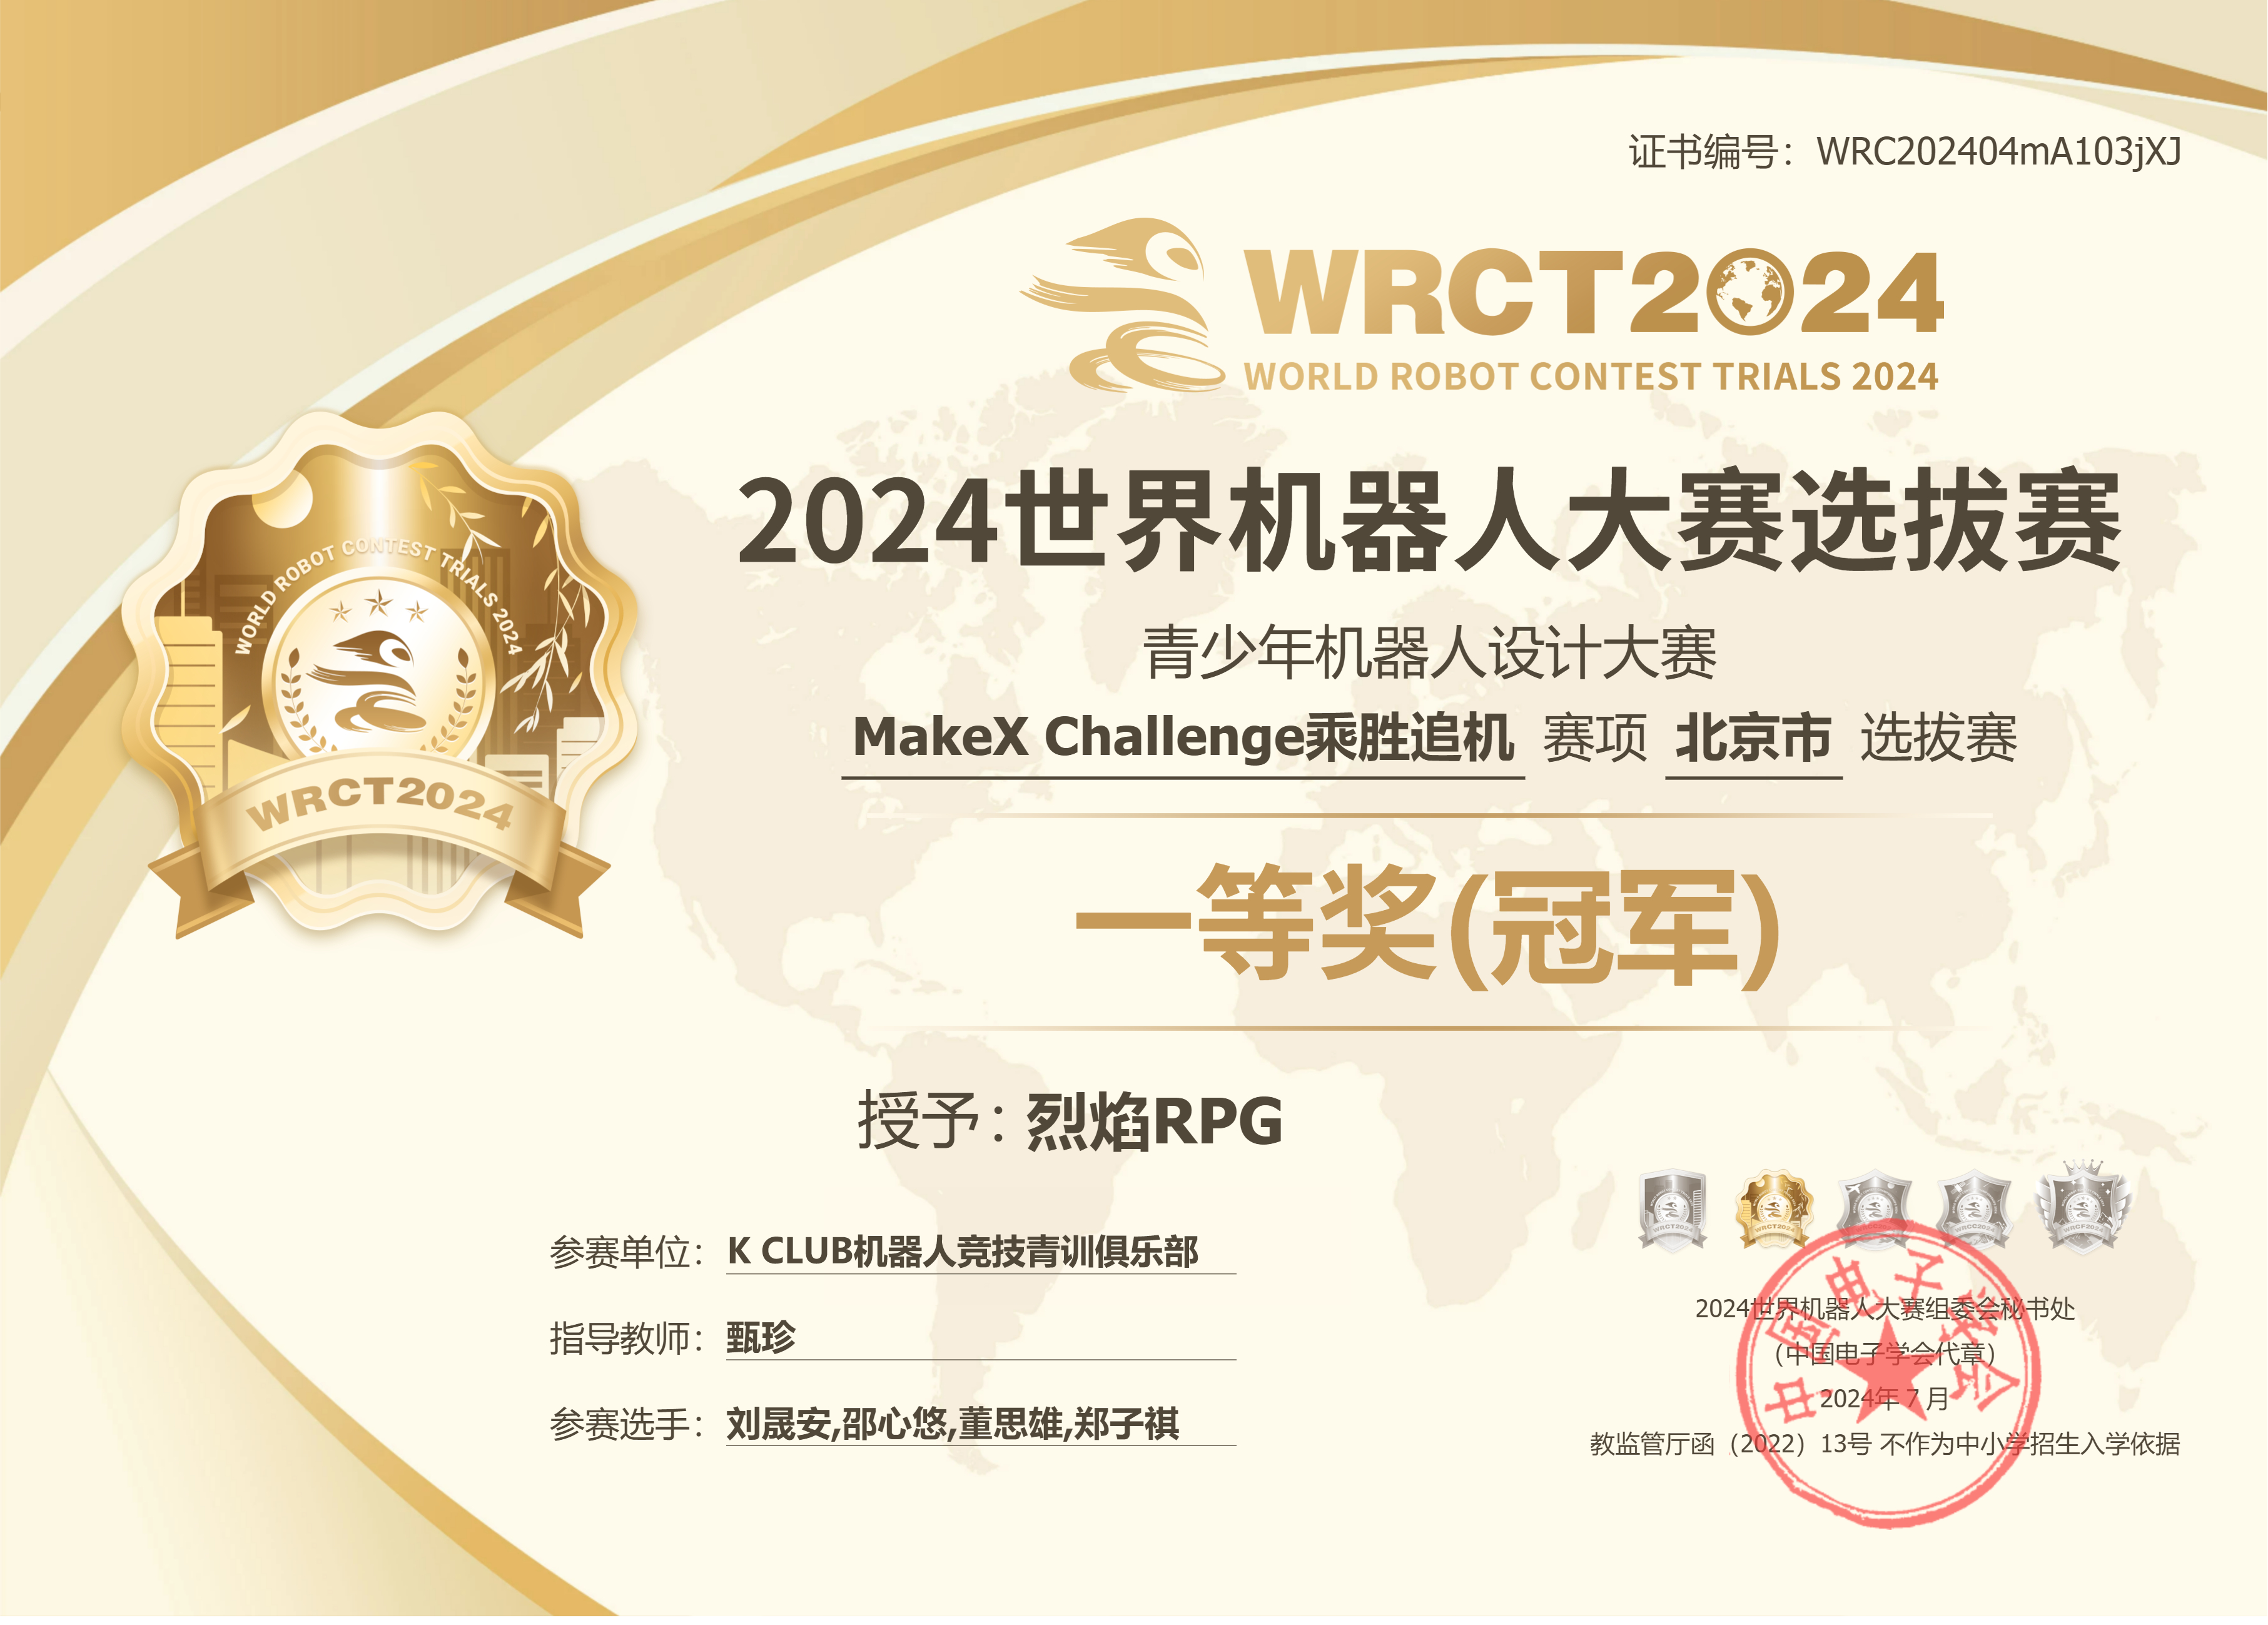 证书编号：WRC202404mA103jXJ
WRCT2024
WORLD ROBOT CONTEST TRIALS 2024
2024世界机器人大赛选拔赛
青少年机器人设计大赛
MakeX Challenge乘胜追机 赛项 北京市 选拔赛
WORLD ROBOT CONTEST TRIALS 2024
WRCT2024
一等奖(冠军)
授予：烈焰RPG
参赛单位：K CLUB机器人竞技青训俱乐部
指导教师：甄珍
参赛选手：刘晟安,邵心悠,董思雄,郑子祺
2024世界机器人大赛组委会秘书处
（中国电子学会代章）
2024年 7 月
教监管厅函（2022）13号 不作为中小学招生入学依据
中国电子学会